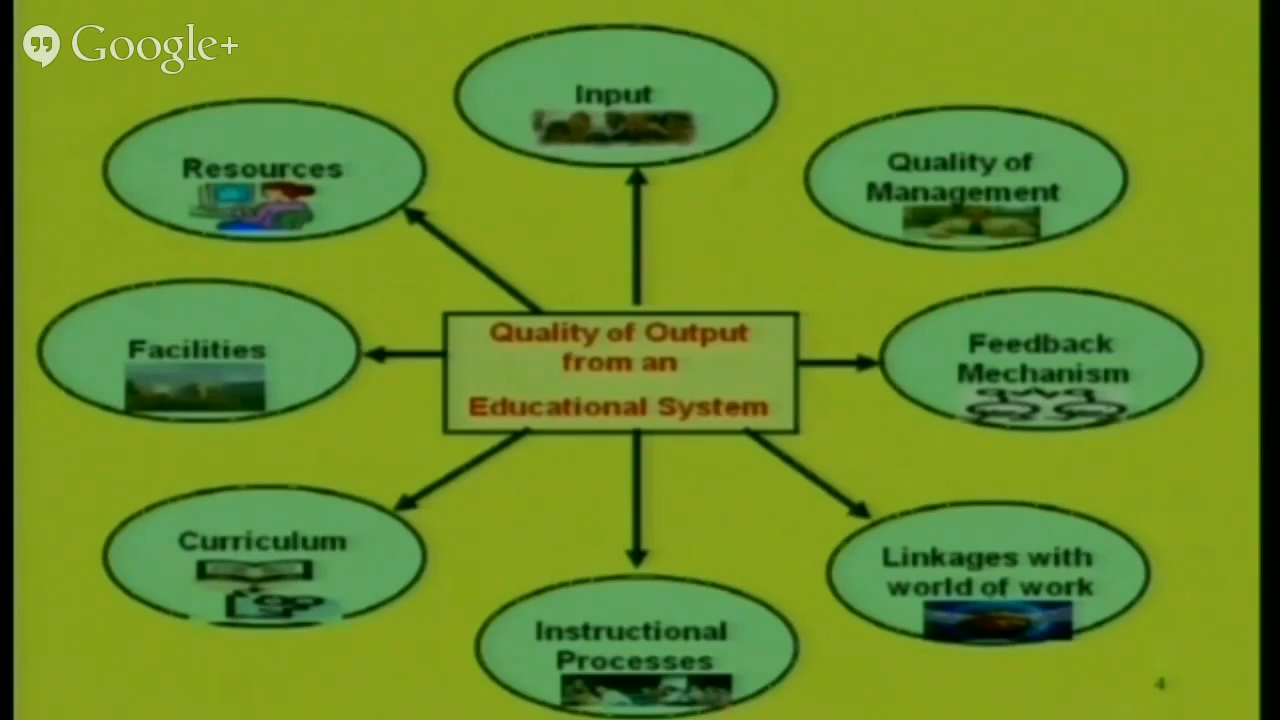 Google+
Input
Resources
Quality of
Management
Facilities
Quality of Output
from an
Educational System
Feedback
Mechanism
Curriculum
Linkages with
world of work
Instructional
Processes
4